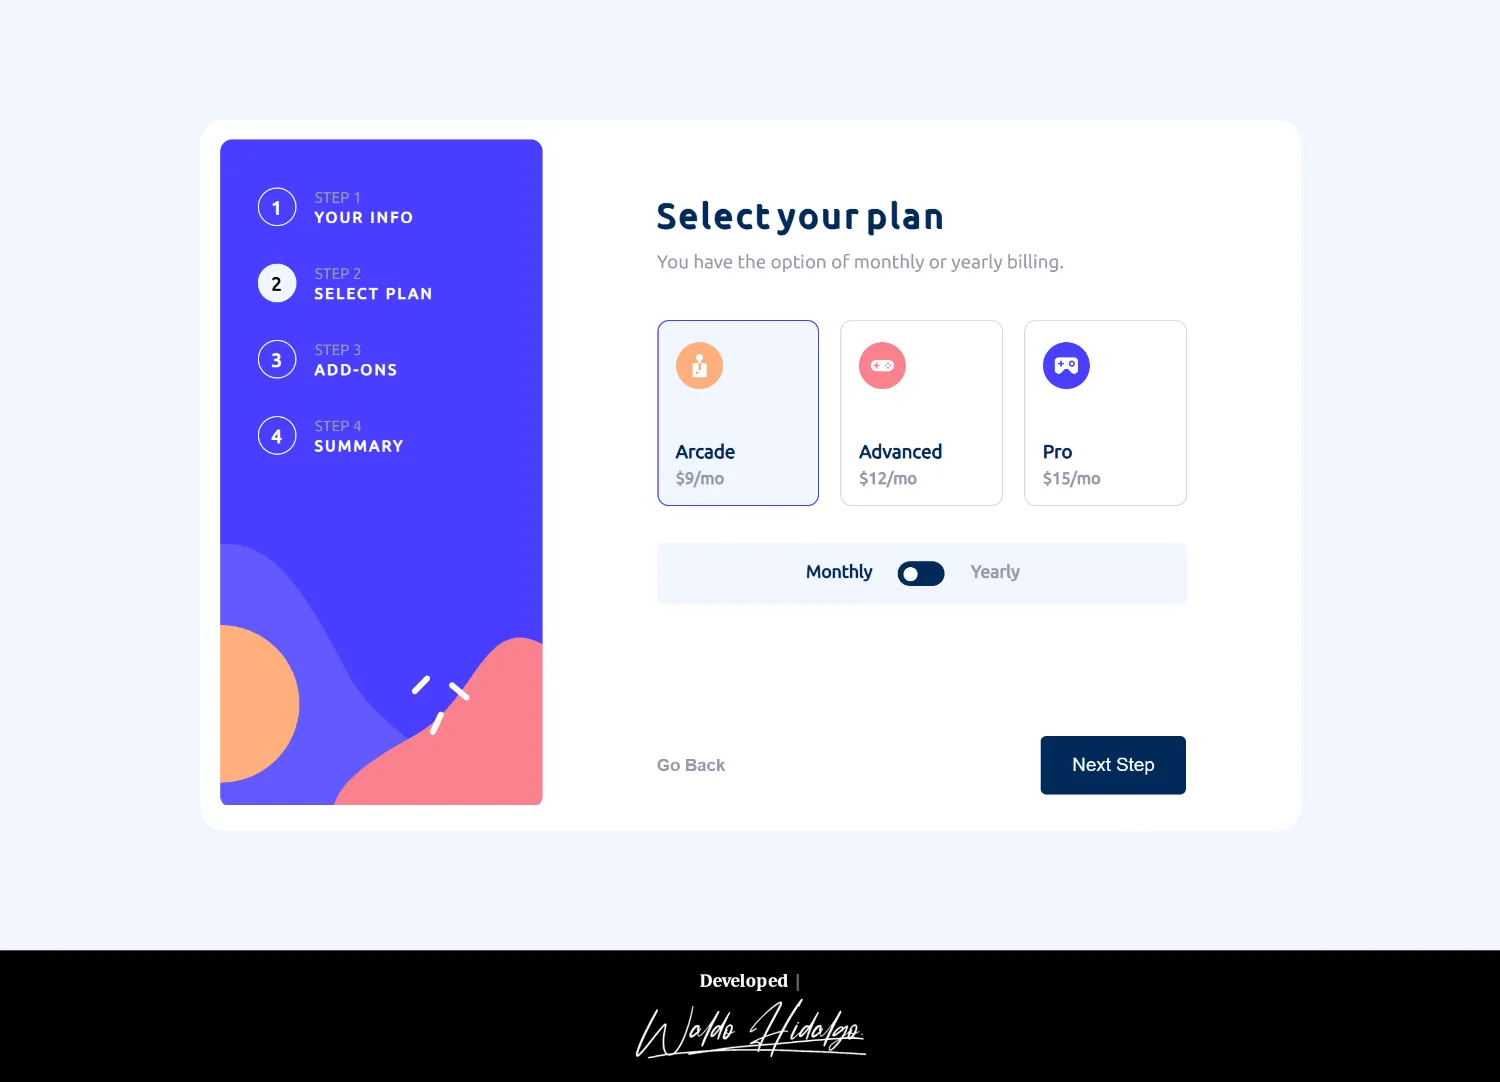 1
STEP 1
YOUR INFO
2
STEP 2
SELECT PLAN
3
STEP 3
ADD-ONS
4
STEP 4
SUMMARY
Select your plan
You have the option of monthly or yearly billing.
Arcade
$9/mo
Advanced
$12/mo
Pro
$15/mo
Monthly
Yearly
Go Back
Next Step
Developed |
Waldo Hidalgo.